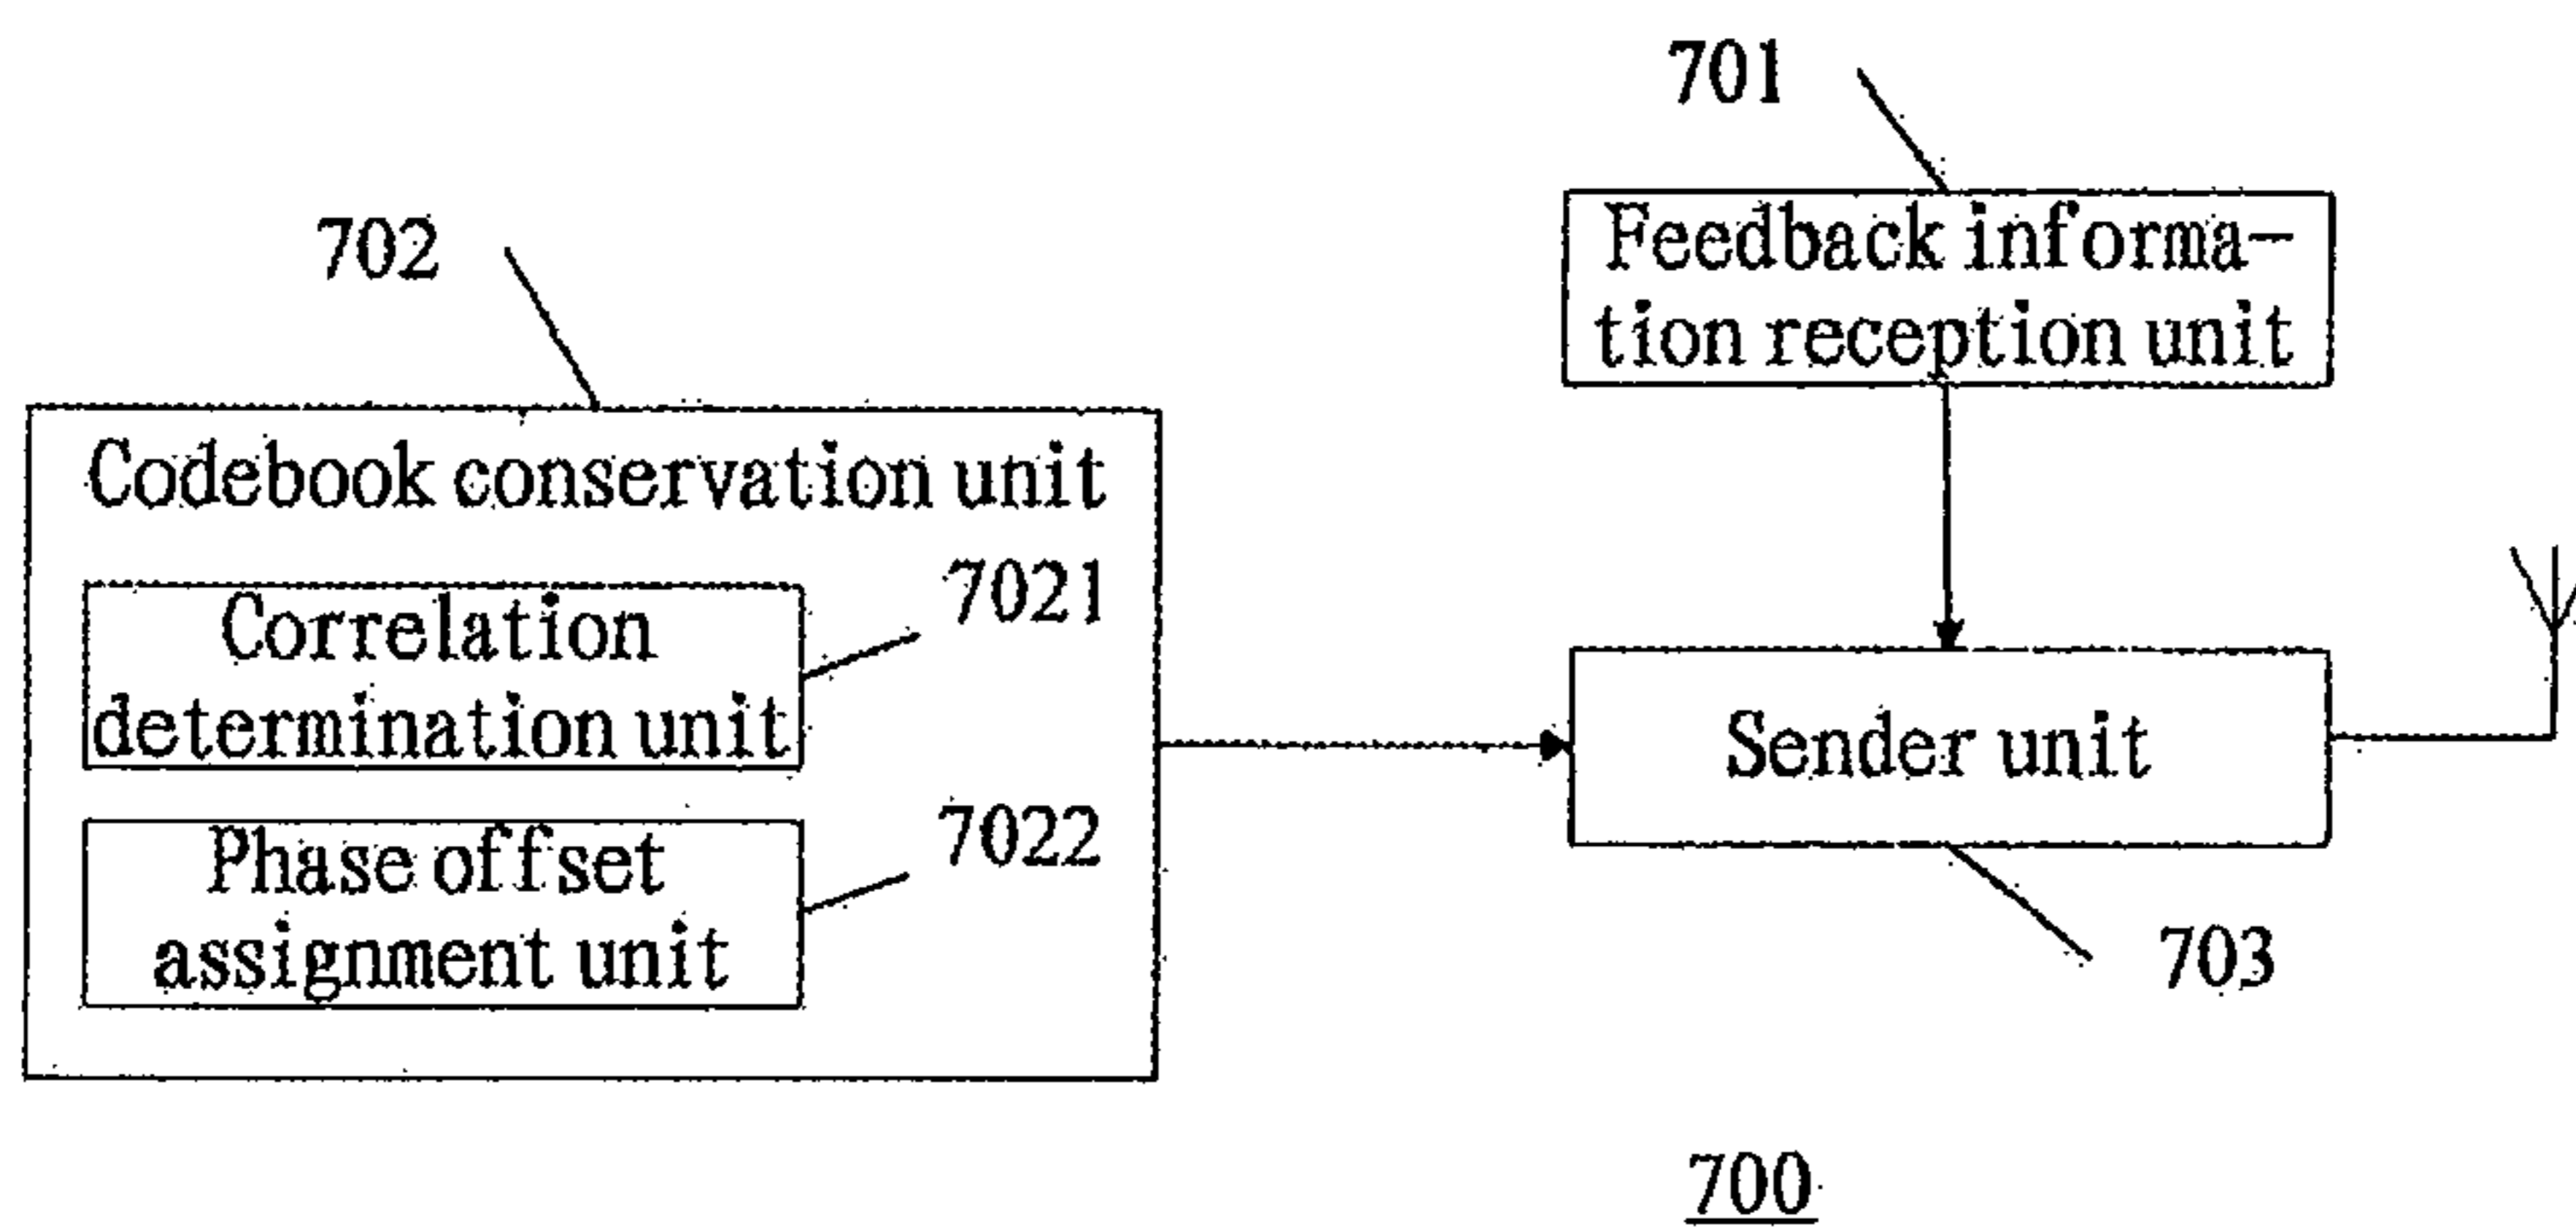 701
Feedback informa-
tion reception unit
702
Codebook conservation unit
7021
Correlation
determination unit
7022
Phase offset
assignment unit
Sender unit
703
700